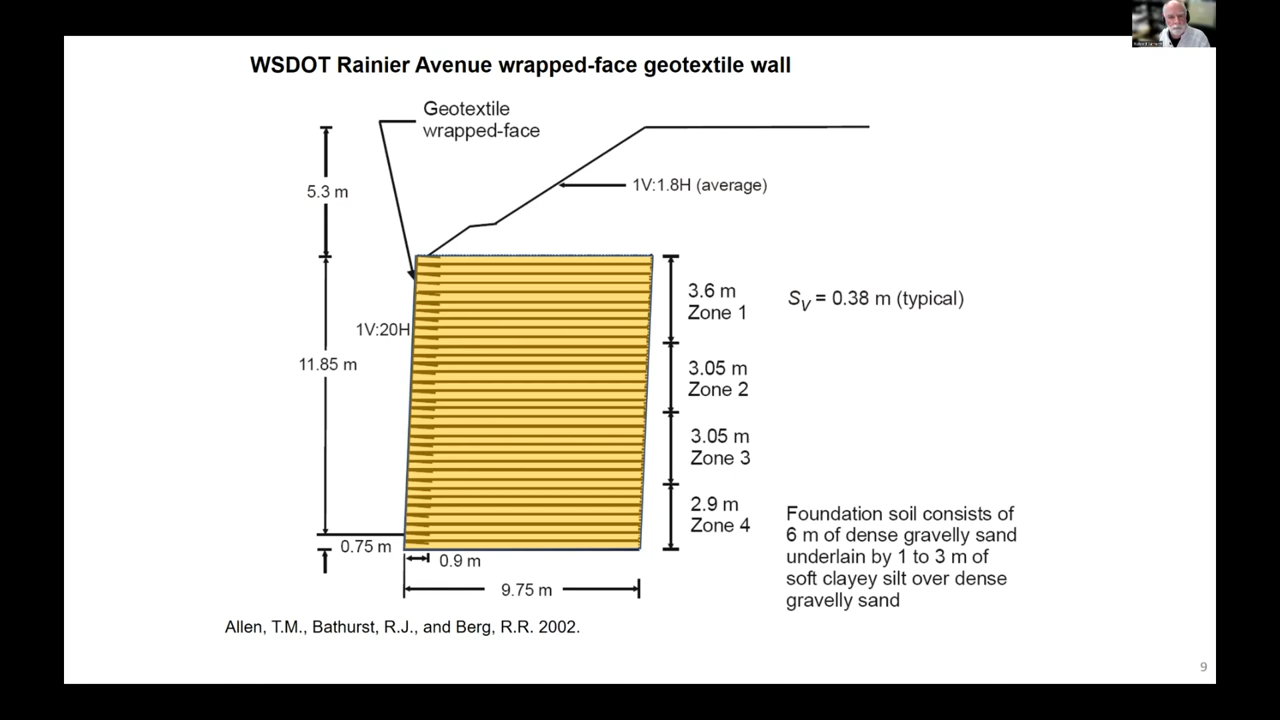 WSDOT Rainier Avenue wrapped-face geotextile wall
Geotextile
wrapped-face
5.3 m
1V:1.8H (average)
3.6 m
Zone 1
S_V = 0.38 m (typical)
1V:20H
11.85 m
3.05 m
Zone 2
3.05 m
Zone 3
2.9 m
Zone 4
Foundation soil consists of
6 m of dense gravelly sand
underlain by 1 to 3 m of
soft clayey silt over dense
gravelly sand
0.75 m
0.9 m
9.75 m
Allen, T.M., Bathurst, R.J., and Berg, R.R. 2002.
9